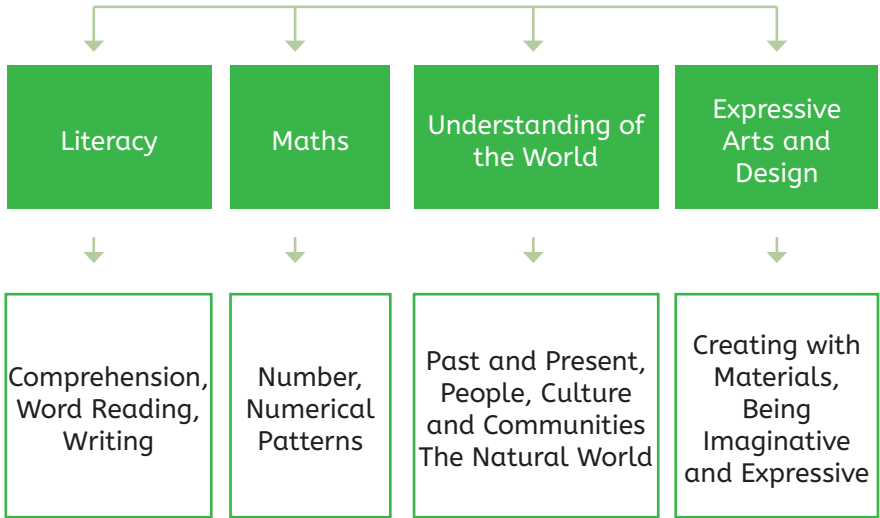 Literacy
Maths
Understanding of
the World
Expressive
Arts and
Design
Comprehension,
Word Reading,
Writing
Number,
Numerical
Patterns
Past and Present,
People, Culture
and Communities
The Natural World
Creating with
Materials,
Being
Imaginative
and Expressive